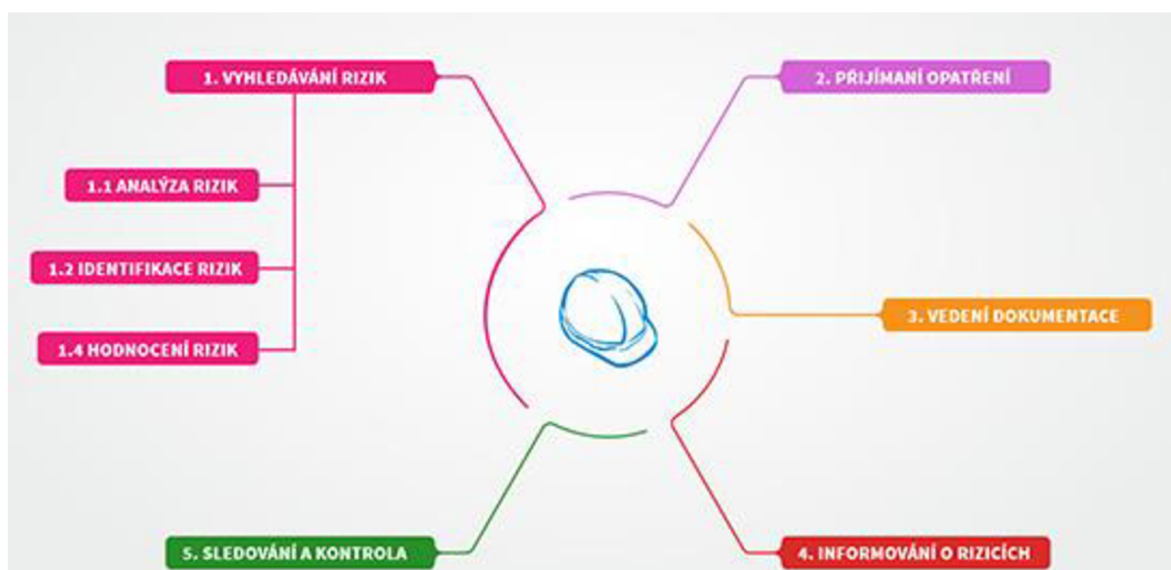 1. VYHLEDÁVÁNÍ RIZIK
1.1 ANALÝZA RIZIK
1.2 IDENTIFIKACE RIZIK
1.4 HODNOCENÍ RIZIK
2. PŘIJÍMANÍ OPATŘENÍ
3. VEDENÍ DOKUMENTACE
4. INFORMOVÁNÍ O RIZICÍCH
5. SLEDOVÁNÍ A KONTROLA